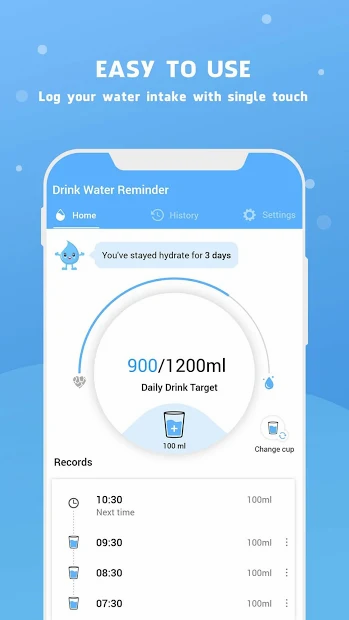 EASY TO USE
Log your water intake with single touch
Drink Water Reminder
Home
History
Settings
You've stayed hydrate for 3 days
900/1200ml
Daily Drink Target
100 ml
Change cup
Records
10:30
100ml
Next time
09:30
100ml
08:30
100ml
07:30
100ml